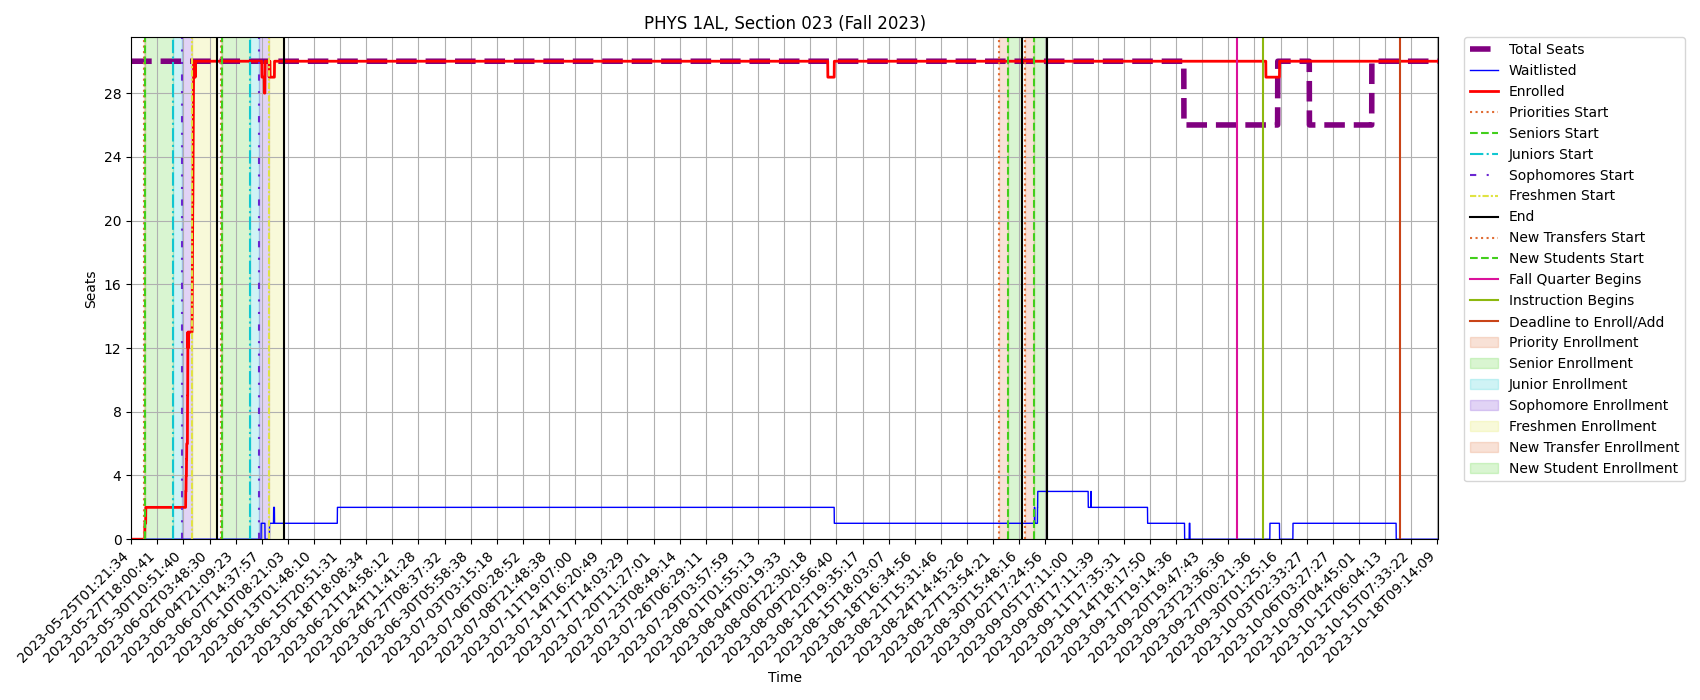 PHYS 1AL, Section 023 (Fall 2023)
Seats
28
24
20
16
12
8
4
0
2023-05-25T01:21:34
2023-05-27T18:00:41
2023-05-30T10:51:40
2023-06-02T03:48:30
2023-06-04T21:09:23
2023-06-07T14:37:57
2023-06-10T08:21:03
2023-06-13T01:48:10
2023-06-15T20:51:31
2023-06-18T18:08:34
2023-06-21T14:58:12
2023-06-24T11:41:28
2023-06-27T08:37:32
2023-06-30T05:58:38
2023-07-03T03:15:18
2023-07-06T00:28:52
2023-07-08T21:48:38
2023-07-11T19:07:00
2023-07-14T16:20:49
2023-07-17T14:03:29
2023-07-20T11:27:01
2023-07-23T08:49:14
2023-07-26T06:29:11
2023-07-29T03:57:59
2023-08-01T01:55:13
2023-08-04T00:19:33
2023-08-06T22:30:18
2023-08-09T20:56:40
2023-08-12T19:35:17
2023-08-15T18:03:07
2023-08-18T16:34:56
2023-08-21T15:31:46
2023-08-24T14:45:26
2023-08-27T13:54:21
2023-08-30T15:48:16
2023-09-02T17:24:56
2023-09-05T17:11:00
2023-09-08T17:11:39
2023-09-11T17:35:31
2023-09-14T18:17:50
2023-09-17T19:14:36
2023-09-20T19:47:43
2023-09-23T23:36:36
2023-09-27T00:21:36
2023-09-30T01:25:16
2023-10-03T02:33:27
2023-10-06T03:27:27
2023-10-09T04:45:01
2023-10-12T06:04:13
2023-10-15T07:33:22
2023-10-18T09:14:09
Time
Total Seats
Waitlisted
Enrolled
Priorities Start
Seniors Start
Juniors Start
Sophomores Start
Freshmen Start
End
New Transfers Start
New Students Start
Fall Quarter Begins
Instruction Begins
Deadline to Enroll/Add
Priority Enrollment
Senior Enrollment
Junior Enrollment
Sophomore Enrollment
Freshmen Enrollment
New Transfer Enrollment
New Student Enrollment